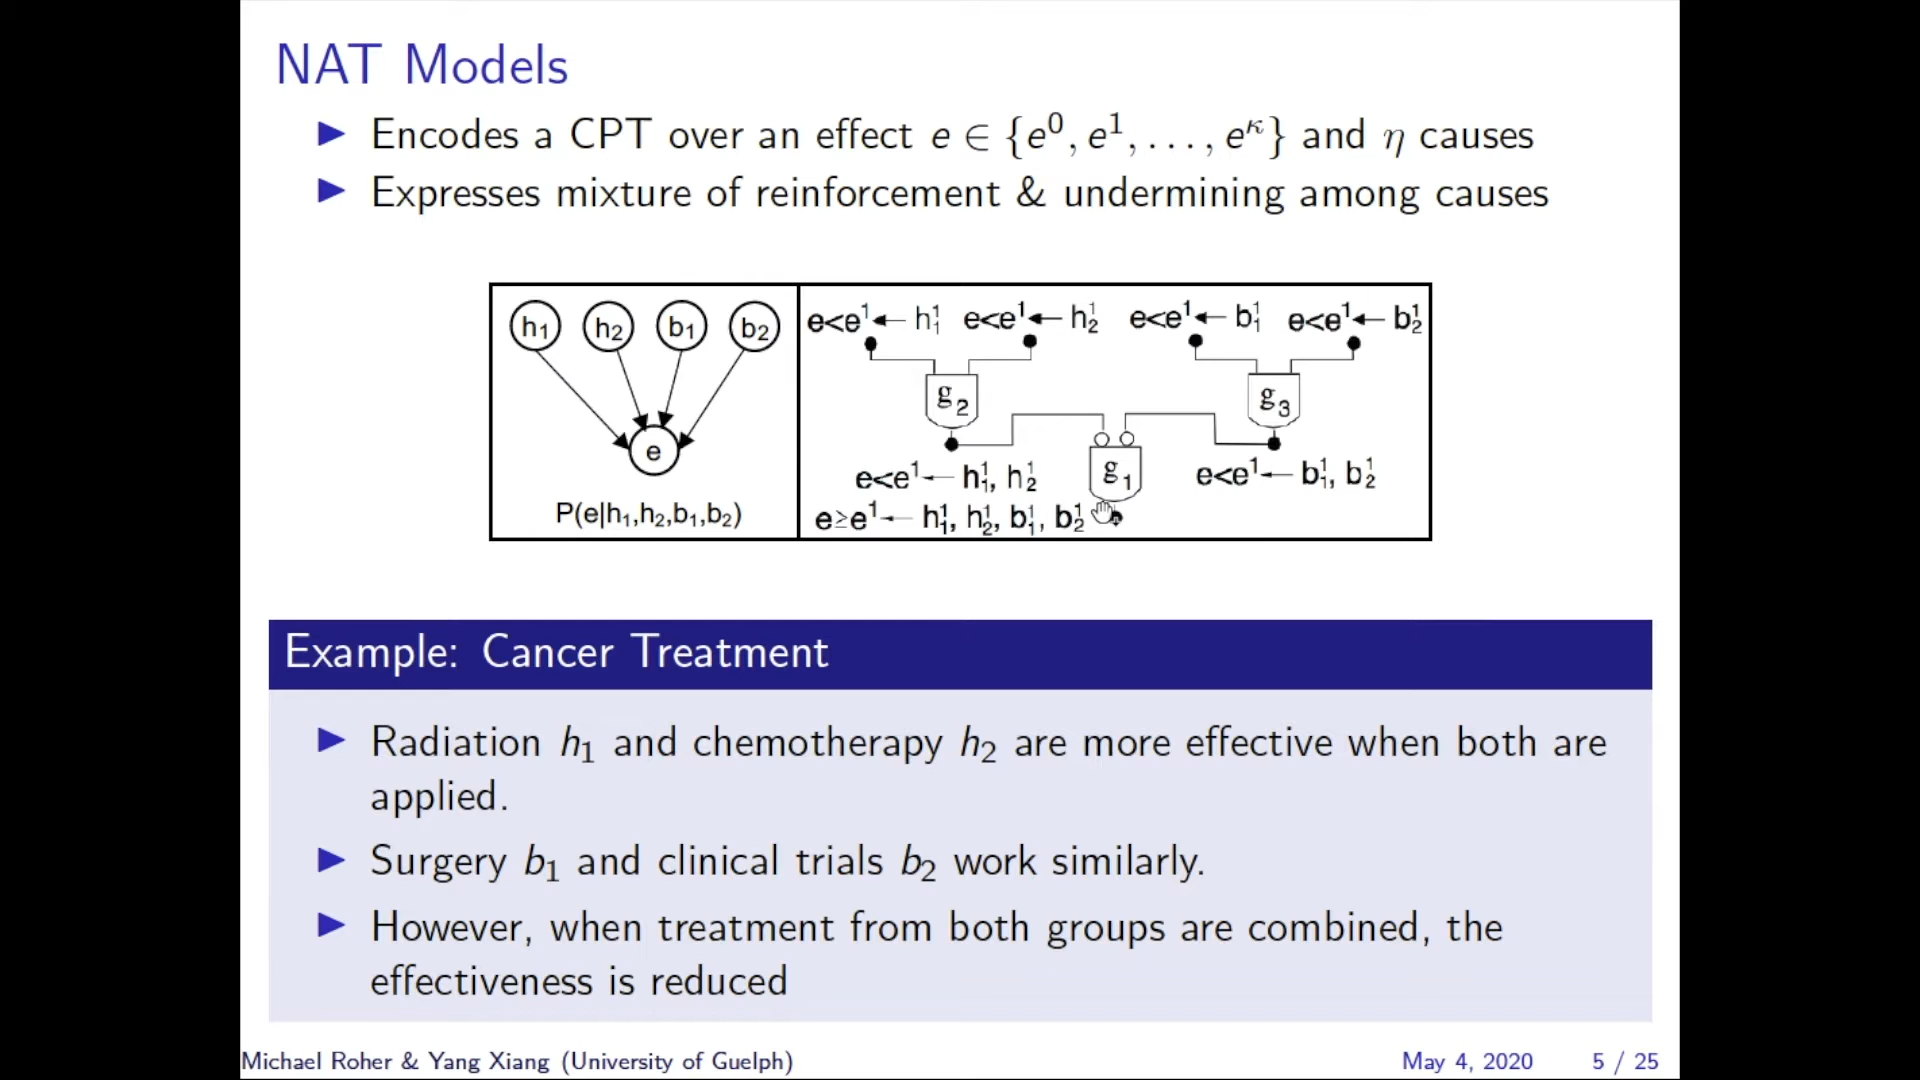 NAT Models
▶ Encodes a CPT over an effect e ∈ {e⁰, e¹, . . . , e^κ} and η causes
▶ Expresses mixture of reinforcement & undermining among causes
h₁ h₂ b₁ b₂
e
P(e|h₁,h₂,b₁,b₂)
e<e¹← h₁¹ e<e¹← h₂¹ e<e¹← b₁¹ e<e¹← b₂¹
g₂ g₃
g₁
e<e¹← h₁¹, h₂¹ e<e¹← b₁¹, b₂¹
e≥e¹← h₁¹, h₂¹, b₁¹, b₂¹
Example: Cancer Treatment
▶ Radiation h₁ and chemotherapy h₂ are more effective when both are
applied.
▶ Surgery b₁ and clinical trials b₂ work similarly.
▶ However, when treatment from both groups are combined, the
effectiveness is reduced
Michael Roher & Yang Xiang (University of Guelph) May 4, 2020 5 / 25